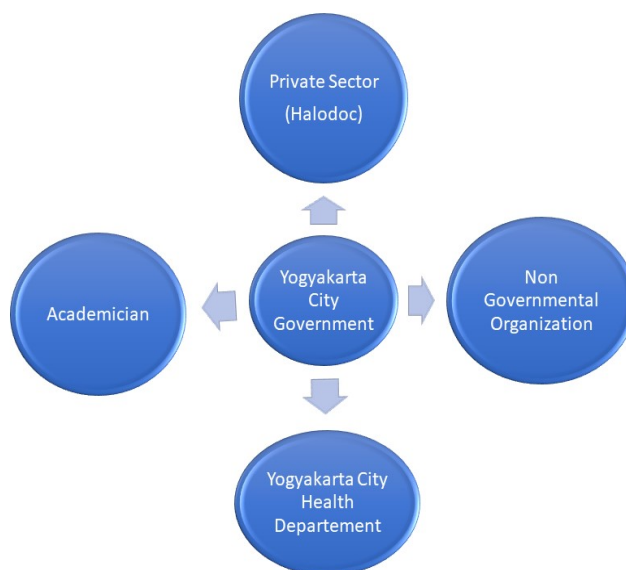 Private Sector
(Halodoc)
Academician
Yogyakarta
City
Government
Non
Governmental
Organization
Yogyakarta City
Health
Departement